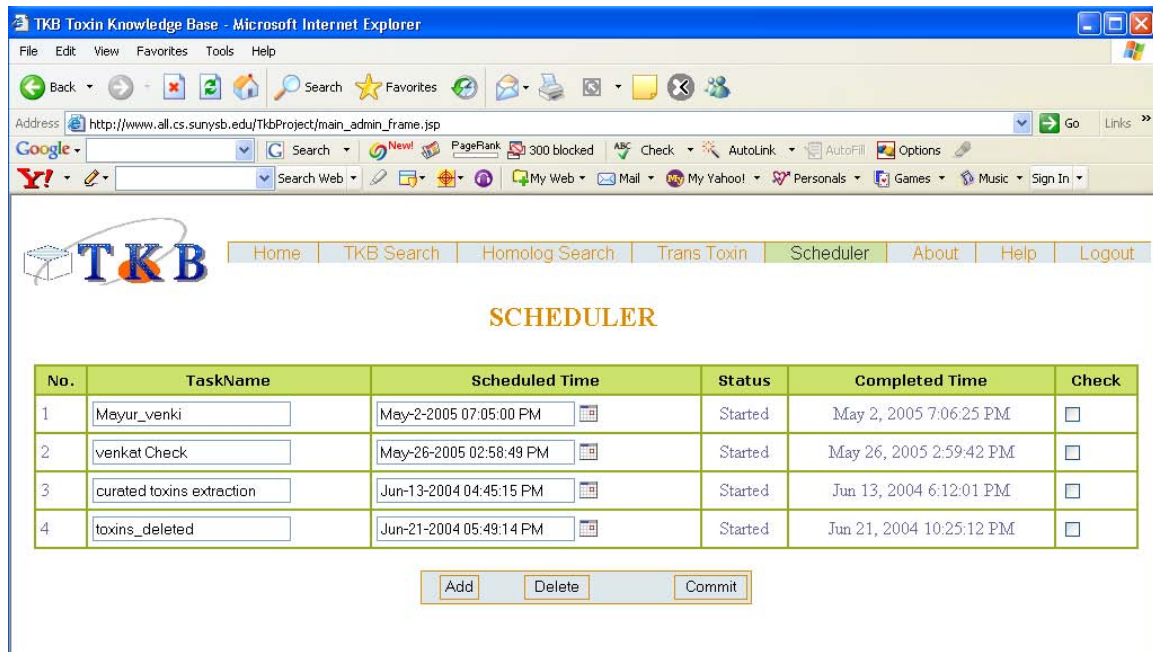 TKB Toxin Knowledge Base - Microsoft Internet Explorer
File Edit View Favorites Tools Help
Back Search Favorites
Address http://www.all.cs.sunysb.edu/TkbProject/main_admin_frame.jsp Go Links »
Google Search New! PageRank 300 blocked ABC Check AutoLink AutoFill Options
Y! Search Web My Web Mail My Yahoo! Personals Games Music Sign In
TKB Home TKB Search Homolog Search Trans Toxin Scheduler About Help Logout
SCHEDULER
No. TaskName Scheduled Time Status Completed Time Check
1 Mayur_venki May-2-2005 07:05:00 PM Started May 2, 2005 7:06:25 PM
2 venkat Check May-26-2005 02:58:49 PM Started May 26, 2005 2:59:42 PM
3 curated toxins extraction Jun-13-2004 04:45:15 PM Started Jun 13, 2004 6:12:01 PM
4 toxins_deleted Jun-21-2004 05:49:14 PM Started Jun 21, 2004 10:25:12 PM
Add Delete Commit